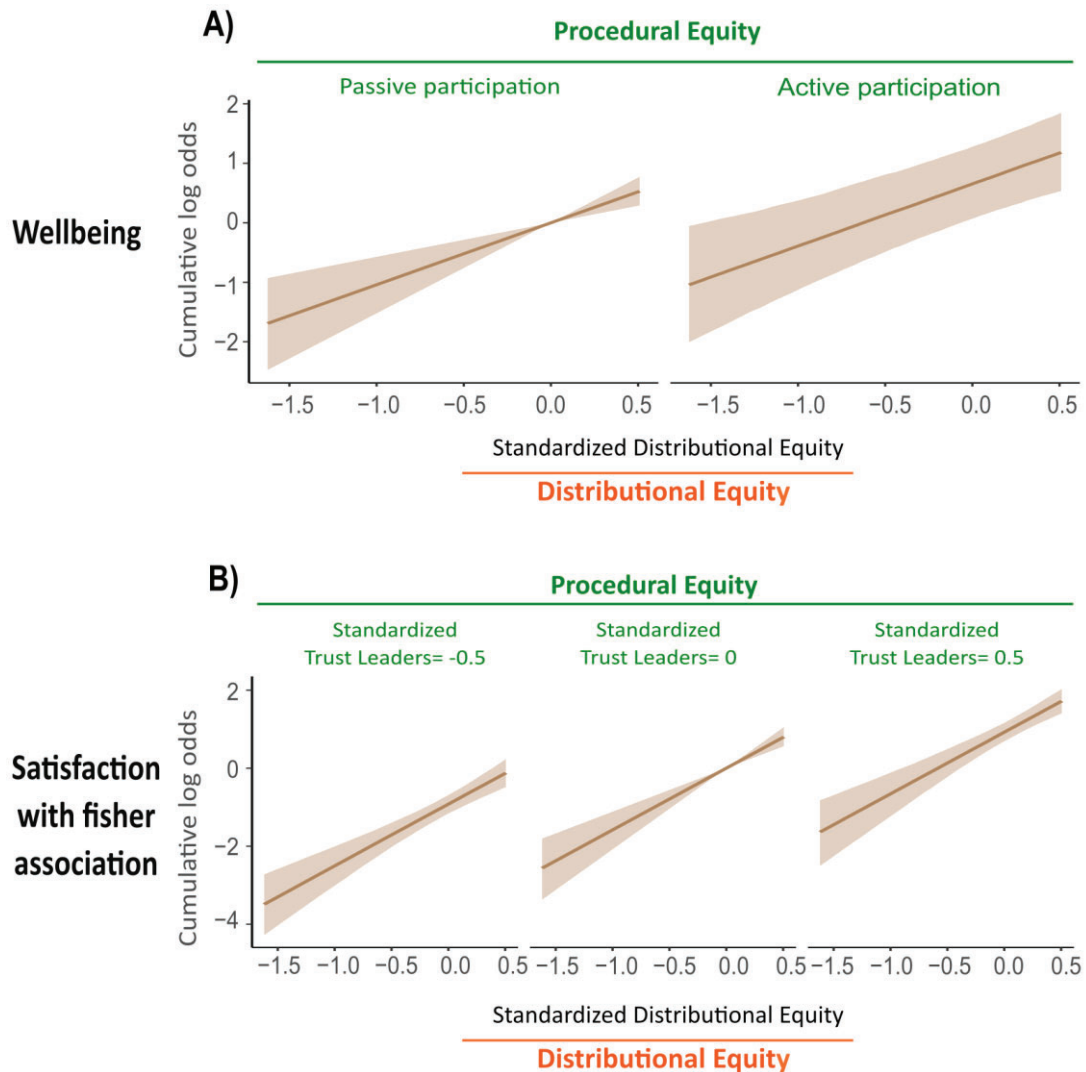 A)
Procedural Equity
Passive participation
Active participation
Wellbeing
Cumulative log odds
2
1
0
−1
−2
−1.5 −1.0 −0.5 0.0 0.5
−1.5 −1.0 −0.5 0.0 0.5
Standardized Distributional Equity
Distributional Equity
B)
Procedural Equity
Standardized
Trust Leaders= -0.5
Standardized
Trust Leaders= 0
Standardized
Trust Leaders= 0.5
Satisfaction
with fisher
association
Cumulative log odds
2
0
−2
−4
−1.5 −1.0 −0.5 0.0 0.5
−1.5 −1.0 −0.5 0.0 0.5
−1.5 −1.0 −0.5 0.0 0.5
Standardized Distributional Equity
Distributional Equity